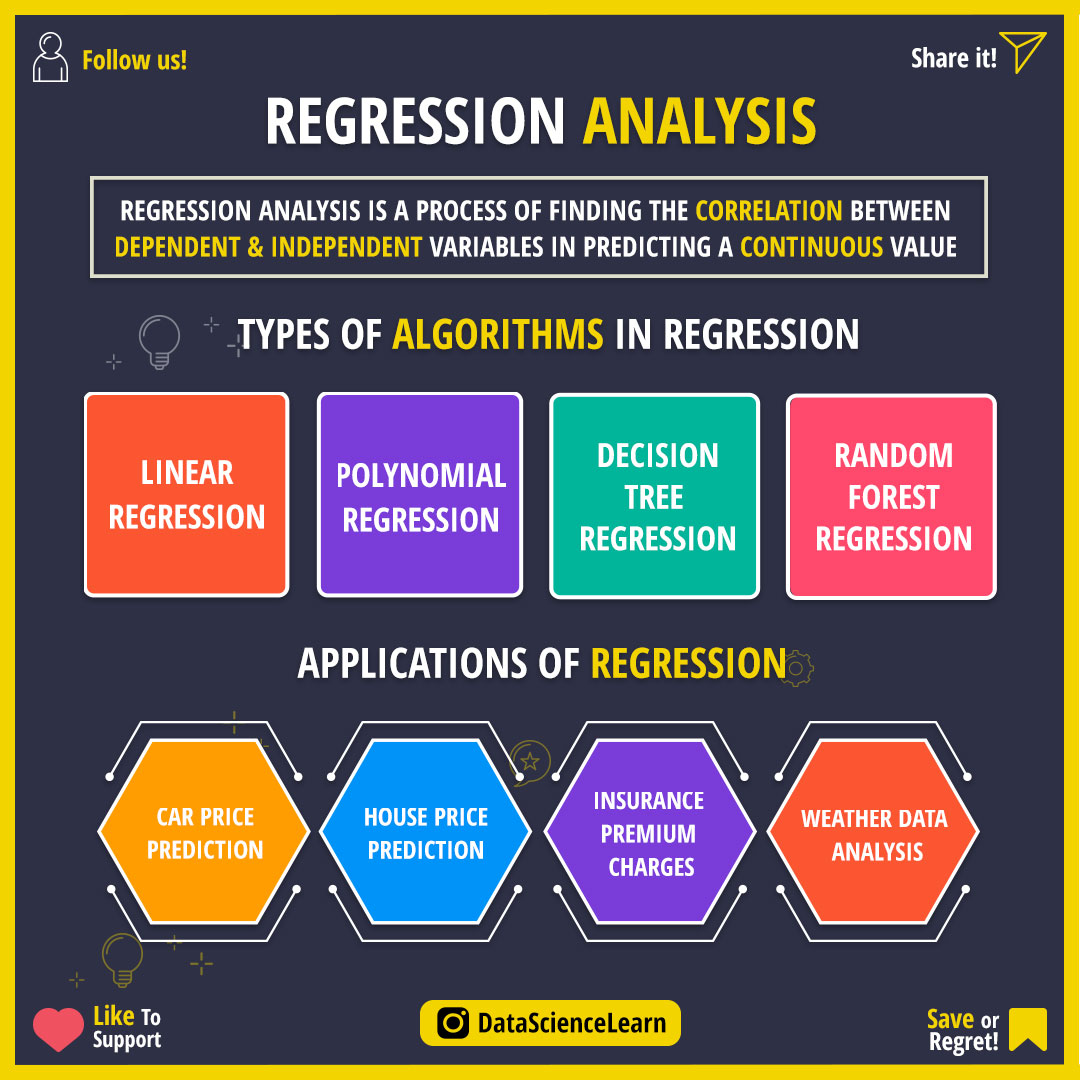 Follow us!
Share it!
REGRESSION ANALYSIS
REGRESSION ANALYSIS IS A PROCESS OF FINDING THE CORRELATION BETWEEN
DEPENDENT & INDEPENDENT VARIABLES IN PREDICTING A CONTINUOUS VALUE
TYPES OF ALGORITHMS IN REGRESSION
LINEAR
REGRESSION
POLYNOMIAL
REGRESSION
DECISION
TREE
REGRESSION
RANDOM
FOREST
REGRESSION
APPLICATIONS OF REGRESSION
CAR PRICE
PREDICTION
HOUSE PRICE
PREDICTION
INSURANCE
PREMIUM
CHARGES
WEATHER DATA
ANALYSIS
Like To
Support
DataScienceLearn
Save or
Regret!